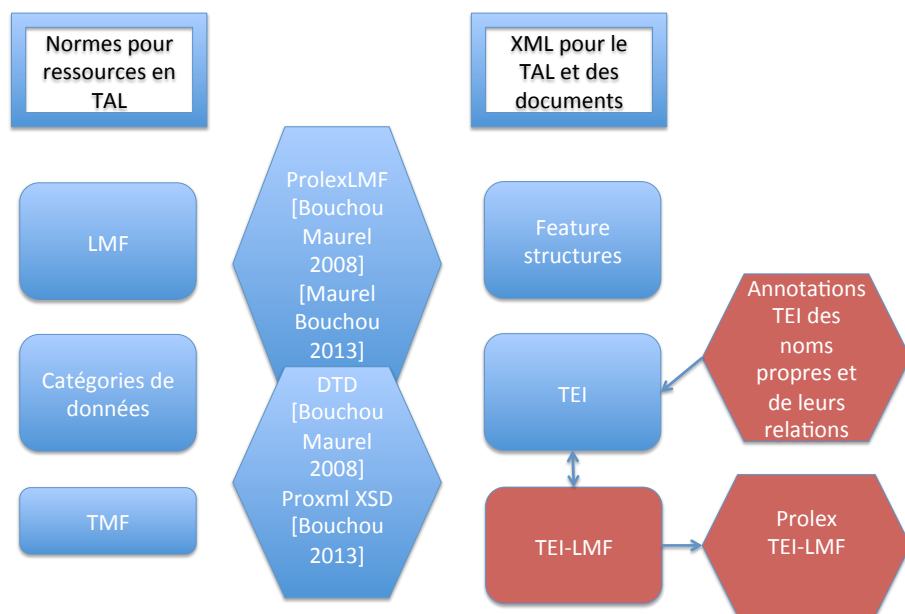 Normes pour
ressources en
TAL
XML pour le
TAL et des
documents
LMF
Catégories de
données
TMF
ProlexLMF
[Bouchou
Maurel
2008]
[Maurel
Bouchou
2013]
DTD
[Bouchou
Maurel
2008]
Proxml XSD
[Bouchou
2013]
Feature
structures
TEI
TEI-LMF
Annotations
TEI des
noms
propres et
de leurs
relations
Prolex
TEI-LMF